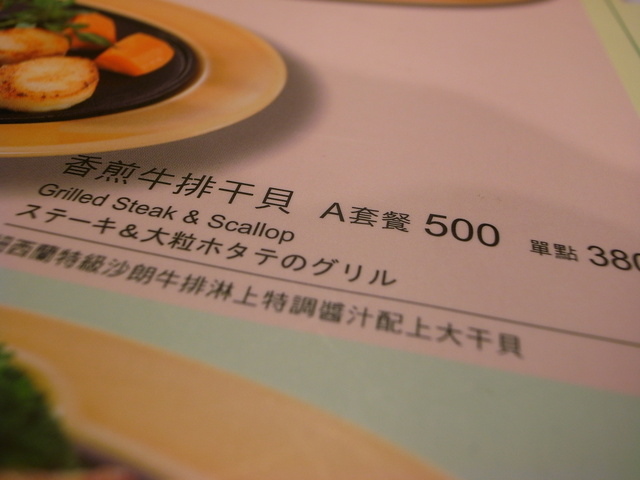 香煎牛排干貝 A套餐 500 單點 380
Grilled Steak & Scallop
ステーキ&大粒ホタテのグリル
紐西蘭特級沙朗牛排淋上特調醬汁配上大干貝